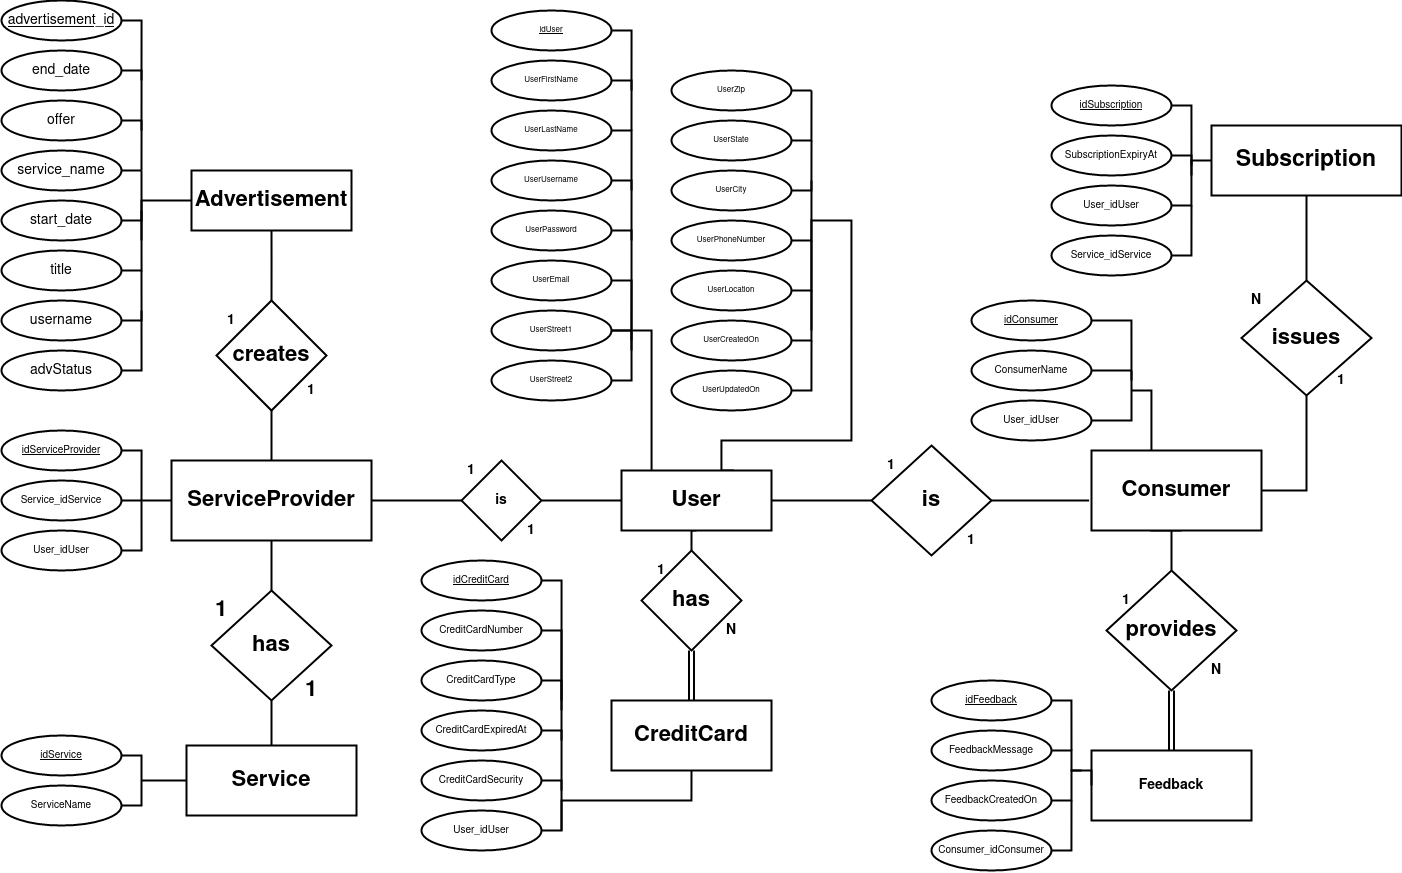 advertisement_id
end_date
offer
service_name
start_date
title
username
advStatus
Advertisement
1
creates
1
idServiceProvider
Service_idService
User_idUser
ServiceProvider
1
has
1
idService
ServiceName
Service
1
is
1
idUser
UserFirstName
UserLastName
UserUsername
UserPassword
UserEmail
UserStreet1
UserStreet2
UserZip
UserState
UserCity
UserPhoneNumber
UserLocation
UserCreatedOn
UserUpdatedOn
User
1
has
N
idCreditCard
CreditCardNumber
CreditCardType
CreditCardExpiredAt
CreditCardSecurity
User_idUser
CreditCard
1
is
1
idConsumer
ConsumerName
User_idUser
Consumer
idSubscription
SubscriptionExpiryAt
User_idUser
Service_idService
Subscription
N
issues
1
1
provides
N
idFeedback
FeedbackMessage
FeedbackCreatedOn
Consumer_idConsumer
Feedback